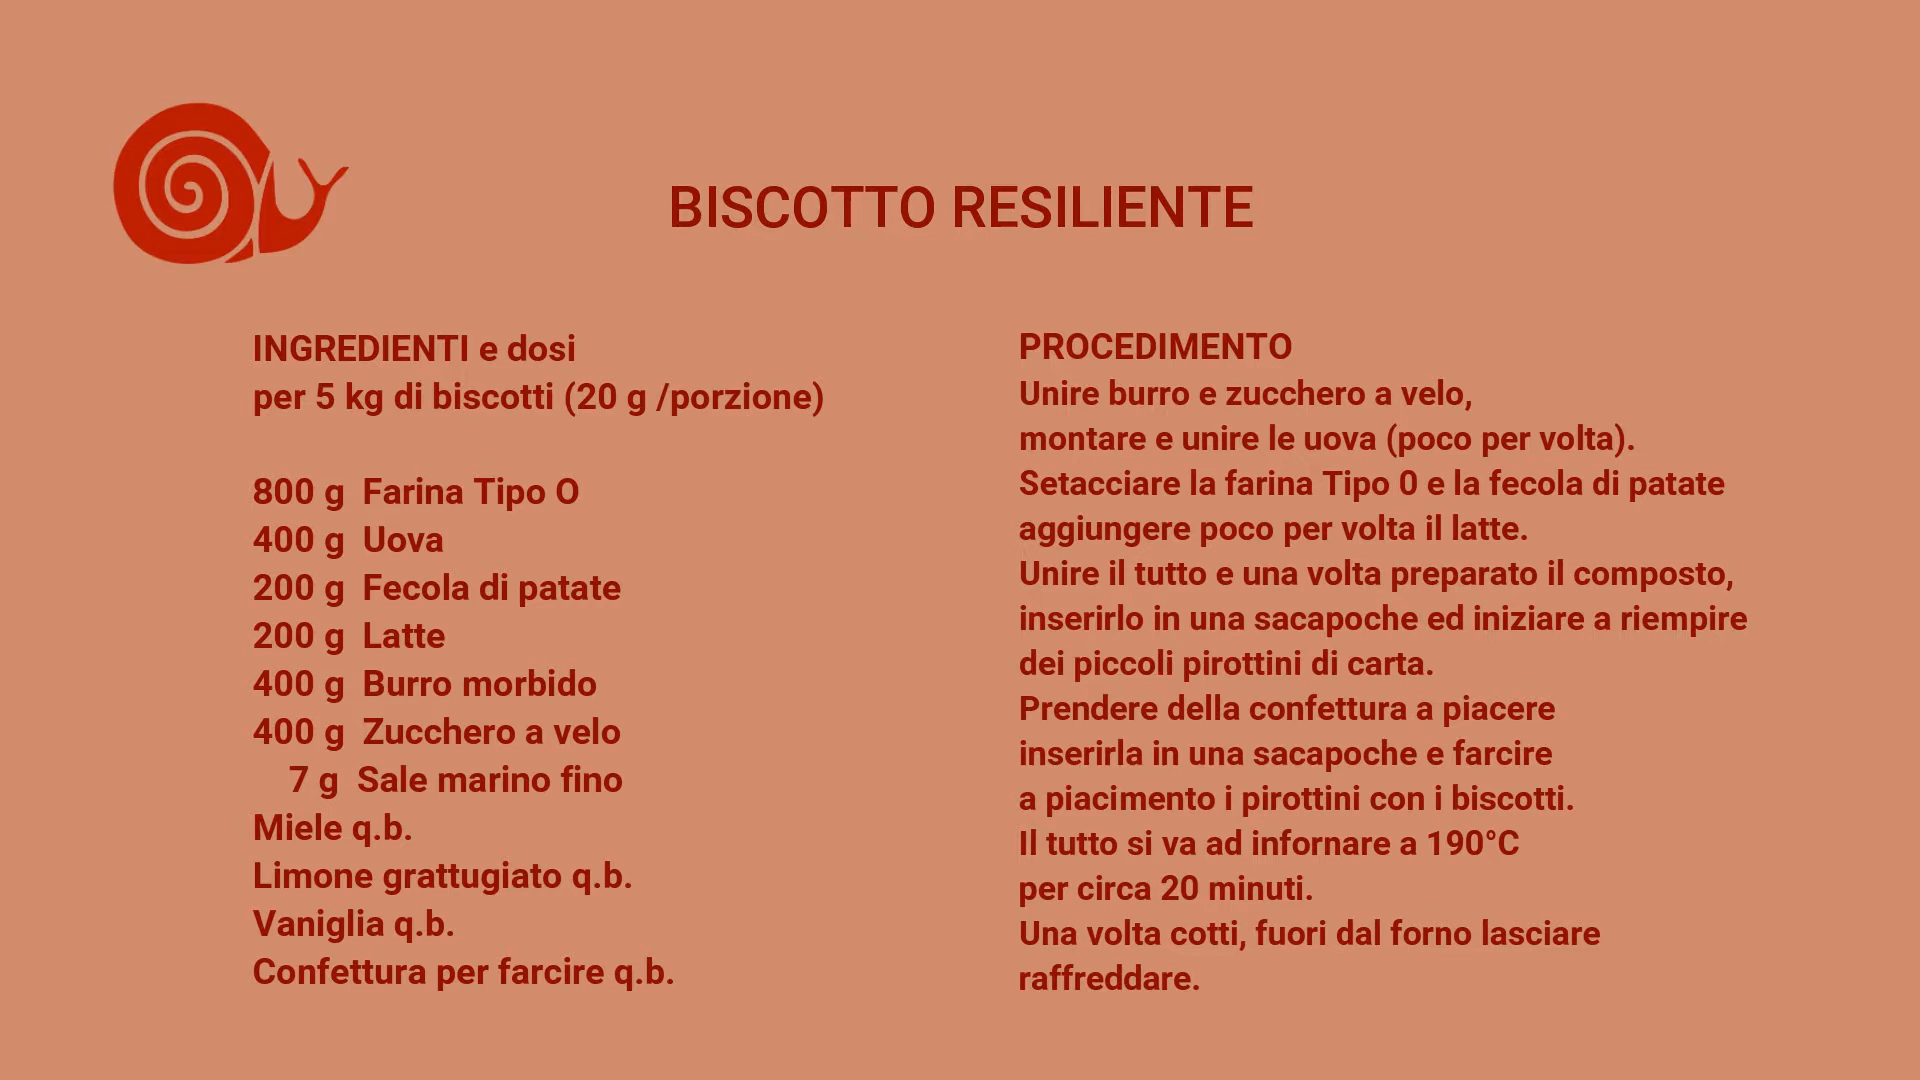 BISCOTTO RESILIENTE
INGREDIENTI e dosi
per 5 kg di biscotti (20 g /porzione)
800 g  Farina Tipo O
400 g  Uova
200 g  Fecola di patate
200 g  Latte
400 g  Burro morbido
400 g  Zucchero a velo
7 g  Sale marino fino
Miele q.b.
Limone grattugiato q.b.
Vaniglia q.b.
Confettura per farcire q.b.
PROCEDIMENTO
Unire burro e zucchero a velo,
montare e unire le uova (poco per volta).
Setacciare la farina Tipo 0 e la fecola di patate
aggiungere poco per volta il latte.
Unire il tutto e una volta preparato il composto,
inserirlo in una sacapoche ed iniziare a riempire
dei piccoli pirottini di carta.
Prendere della confettura a piacere
inserirla in una sacapoche e farcire
a piacimento i pirottini con i biscotti.
Il tutto si va ad infornare a 190°C
per circa 20 minuti.
Una volta cotti, fuori dal forno lasciare
raffreddare.